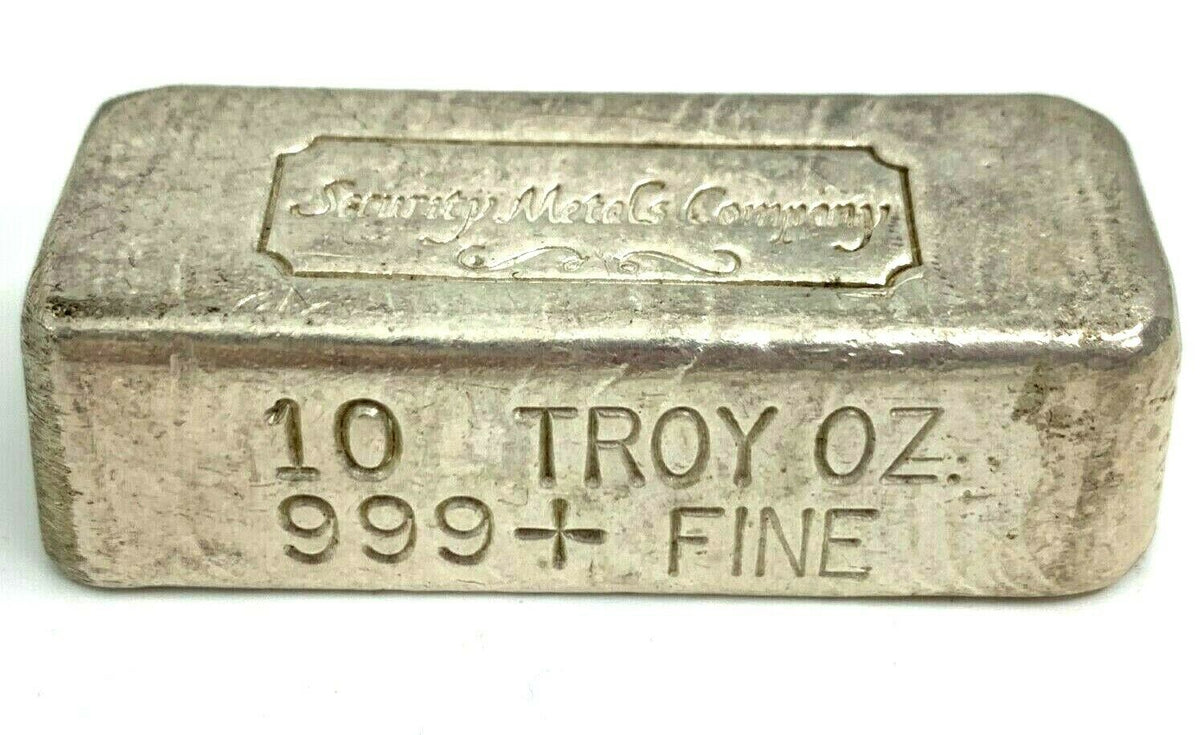 Security Metals Company
10 TROY OZ.
999+ FINE